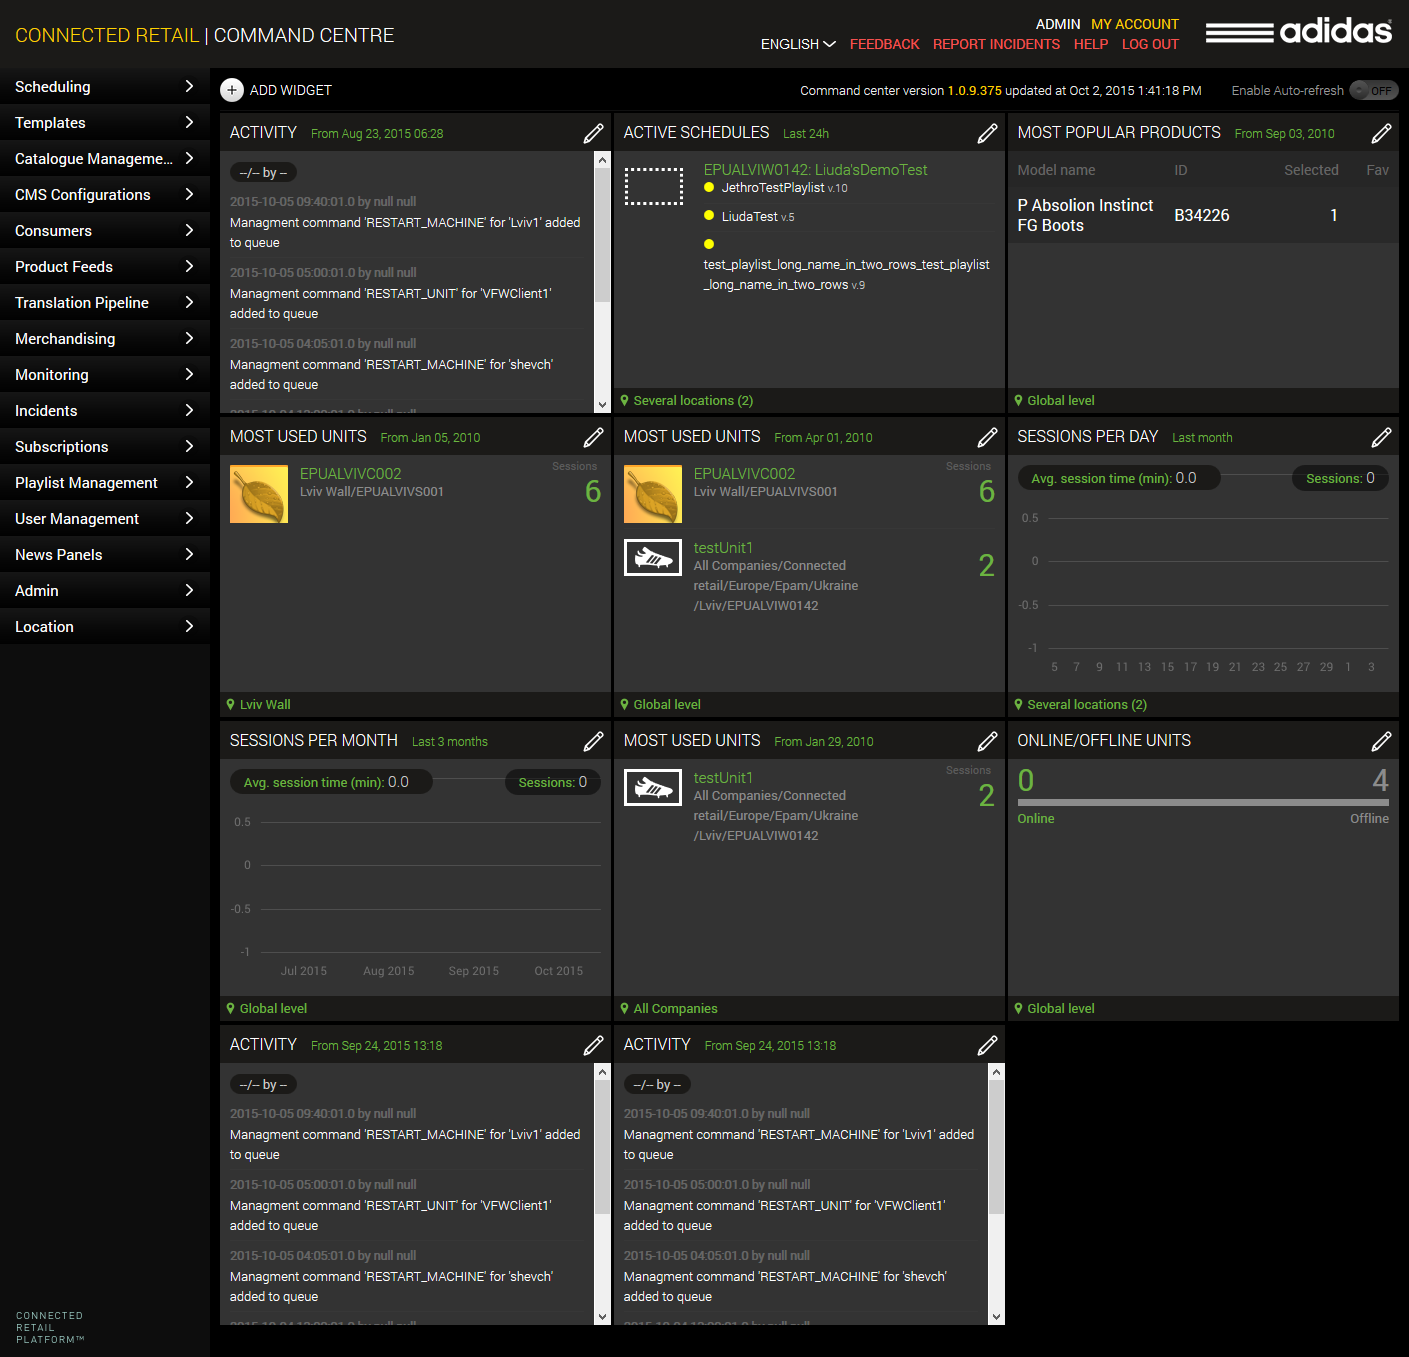 CONNECTED RETAIL | COMMAND CENTRE
ADMIN MY ACCOUNT
ENGLISH FEEDBACK REPORT INCIDENTS HELP LOG OUT
adidas
Scheduling
Templates
Catalogue Manageme...
CMS Configurations
Consumers
Product Feeds
Translation Pipeline
Merchandising
Monitoring
Incidents
Subscriptions
Playlist Management
User Management
News Panels
Admin
Location
CONNECTED
RETAIL
PLATFORM™
+ ADD WIDGET
Command center version 1.0.9.375 updated at Oct 2, 2015 1:41:18 PM
Enable Auto-refresh OFF
ACTIVITY From Aug 23, 2015 06:28
--/-- by --
2015-10-05 09:40:01.0 by null null
Managment command 'RESTART_MACHINE' for 'Lviv1' added
to queue
2015-10-05 05:00:01.0 by null null
Managment command 'RESTART_UNIT' for 'VFWClient1'
added to queue
2015-10-05 04:05:01.0 by null null
Managment command 'RESTART_MACHINE' for 'shevch'
added to queue
ACTIVE SCHEDULES Last 24h
EPUALVIW0142: Liuda'sDemoTest
JethroTestPlaylist v.10
LiudaTest v.5
test_playlist_long_name_in_two_rows_test_playlist
_long_name_in_two_rows v.9
Several locations (2)
MOST POPULAR PRODUCTS From Sep 03, 2010
Model name ID Selected Fav
P Absolion Instinct
FG Boots
B34226 1
Global level
MOST USED UNITS From Jan 05, 2010
Sessions
EPUALVIVC002
Lviv Wall/EPUALVIVS001
6
Lviv Wall
MOST USED UNITS From Apr 01, 2010
Sessions
EPUALVIVC002
Lviv Wall/EPUALVIVS001
6
testUnit1
All Companies/Connected
retail/Europe/Epam/Ukraine
/Lviv/EPUALVIW0142
2
Global level
SESSIONS PER DAY Last month
Avg. session time (min): 0.0 Sessions: 0
0.5
0
-0.5
-1
5 7 9 11 13 15 17 19 21 23 25 27 29 1 3
Several locations (2)
SESSIONS PER MONTH Last 3 months
Avg. session time (min): 0.0 Sessions: 0
0.5
0
-0.5
-1
Jul 2015 Aug 2015 Sep 2015 Oct 2015
Global level
MOST USED UNITS From Jan 29, 2010
Sessions
testUnit1
All Companies/Connected
retail/Europe/Epam/Ukraine
/Lviv/EPUALVIW0142
2
All Companies
ONLINE/OFFLINE UNITS
0 4
Online Offline
Global level
ACTIVITY From Sep 24, 2015 13:18
--/-- by --
2015-10-05 09:40:01.0 by null null
Managment command 'RESTART_MACHINE' for 'Lviv1' added
to queue
2015-10-05 05:00:01.0 by null null
Managment command 'RESTART_UNIT' for 'VFWClient1'
added to queue
2015-10-05 04:05:01.0 by null null
Managment command 'RESTART_MACHINE' for 'shevch'
added to queue
ACTIVITY From Sep 24, 2015 13:18
--/-- by --
2015-10-05 09:40:01.0 by null null
Managment command 'RESTART_MACHINE' for 'Lviv1' added
to queue
2015-10-05 05:00:01.0 by null null
Managment command 'RESTART_UNIT' for 'VFWClient1'
added to queue
2015-10-05 04:05:01.0 by null null
Managment command 'RESTART_MACHINE' for 'shevch'
added to queue